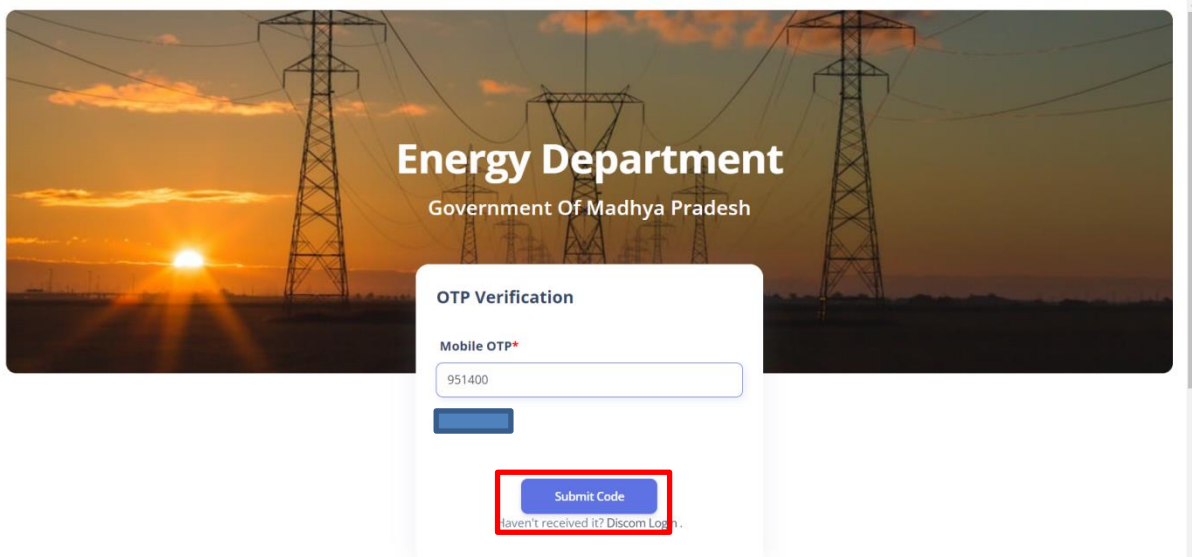 Energy Department
Government Of Madhya Pradesh
OTP Verification
Mobile OTP*
951400
Submit Code
Haven't received it? Discom Login .